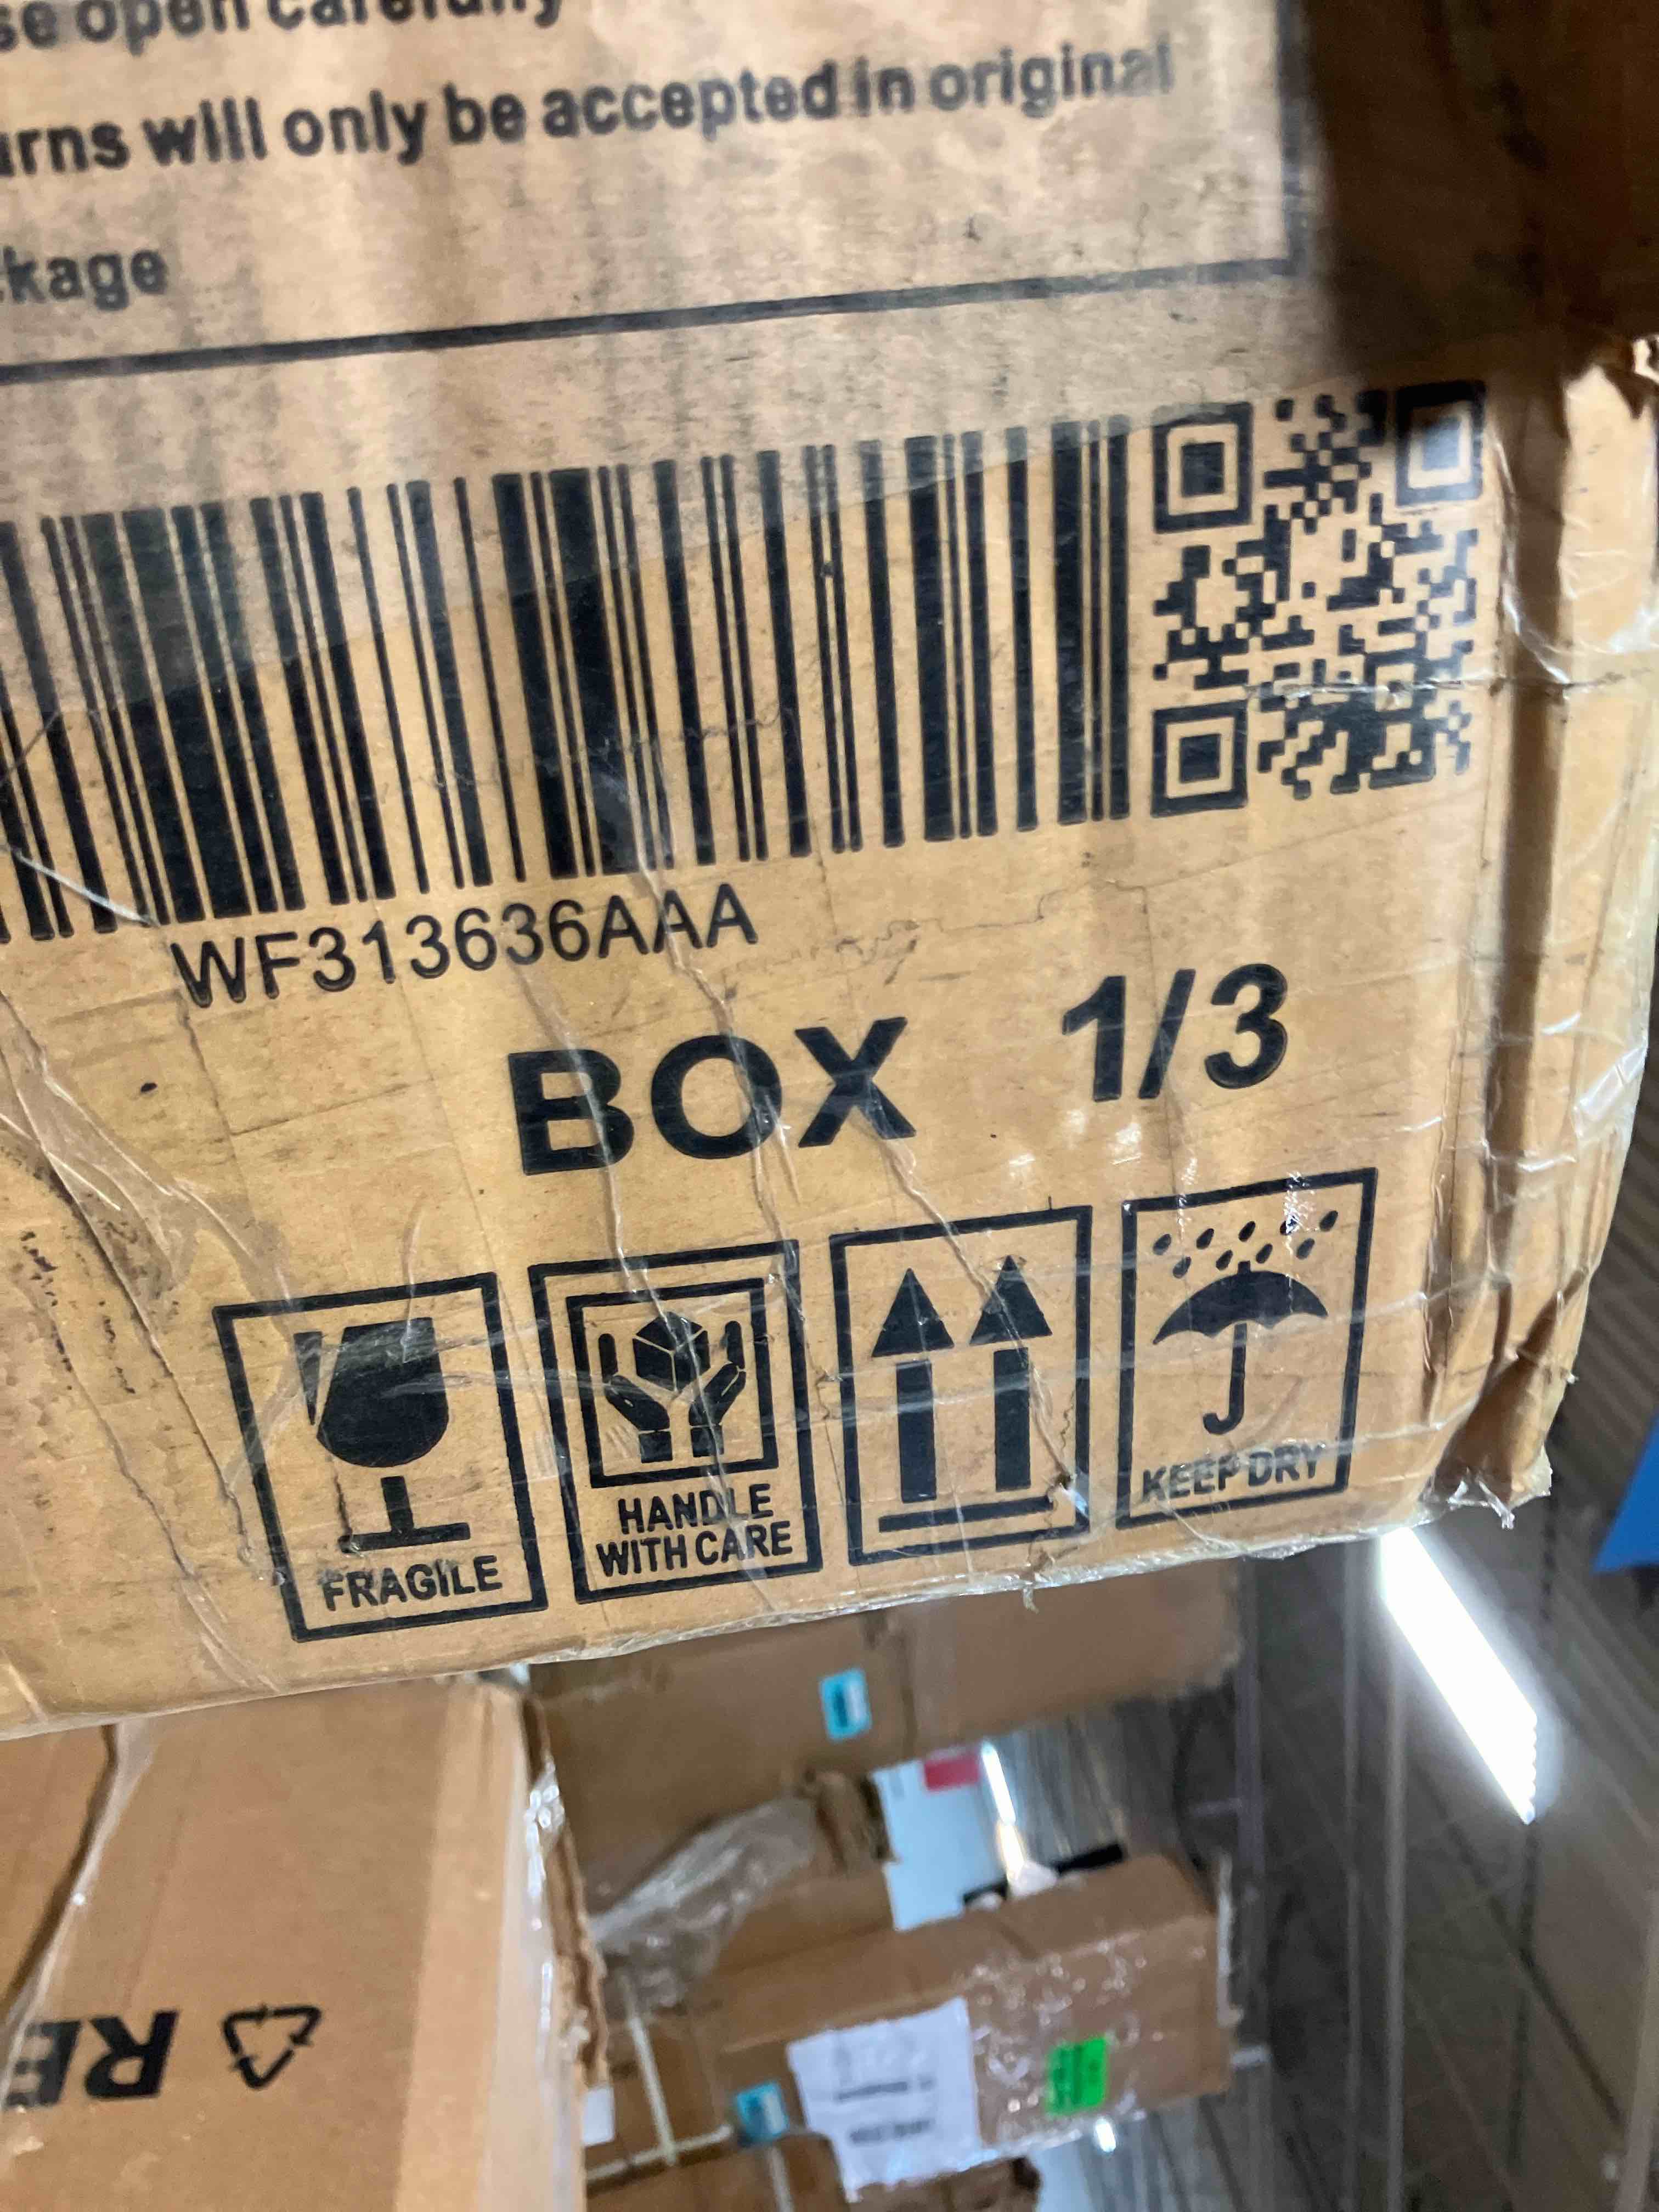 se open carefully
urns will only be accepted in original
ckage
WF313636AAA
BOX 1/3
FRAGILE
HANDLE
WITH CARE
KEEP DRY
RE